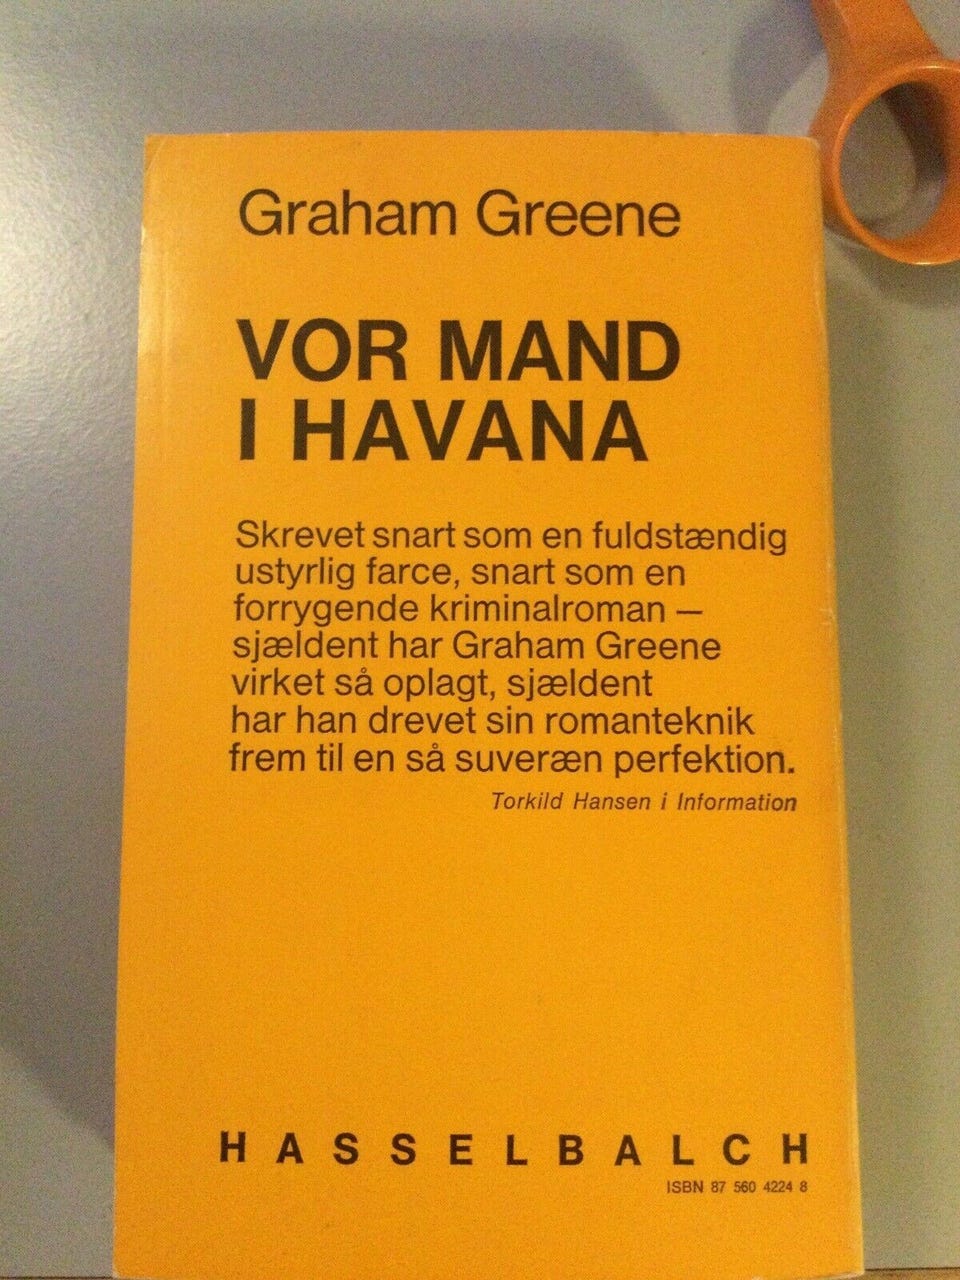 Graham Greene
VOR MAND
I HAVANA
Skrevet snart som en fuldstændig
ustyrlig farce, snart som en
forrygende kriminalroman —
sjældent har Graham Greene
virket så oplagt, sjældent
har han drevet sin romanteknik
frem til en så suveræn perfektion.
Torkild Hansen i Information
HASSELBALCH
ISBN 87 560 4224 8